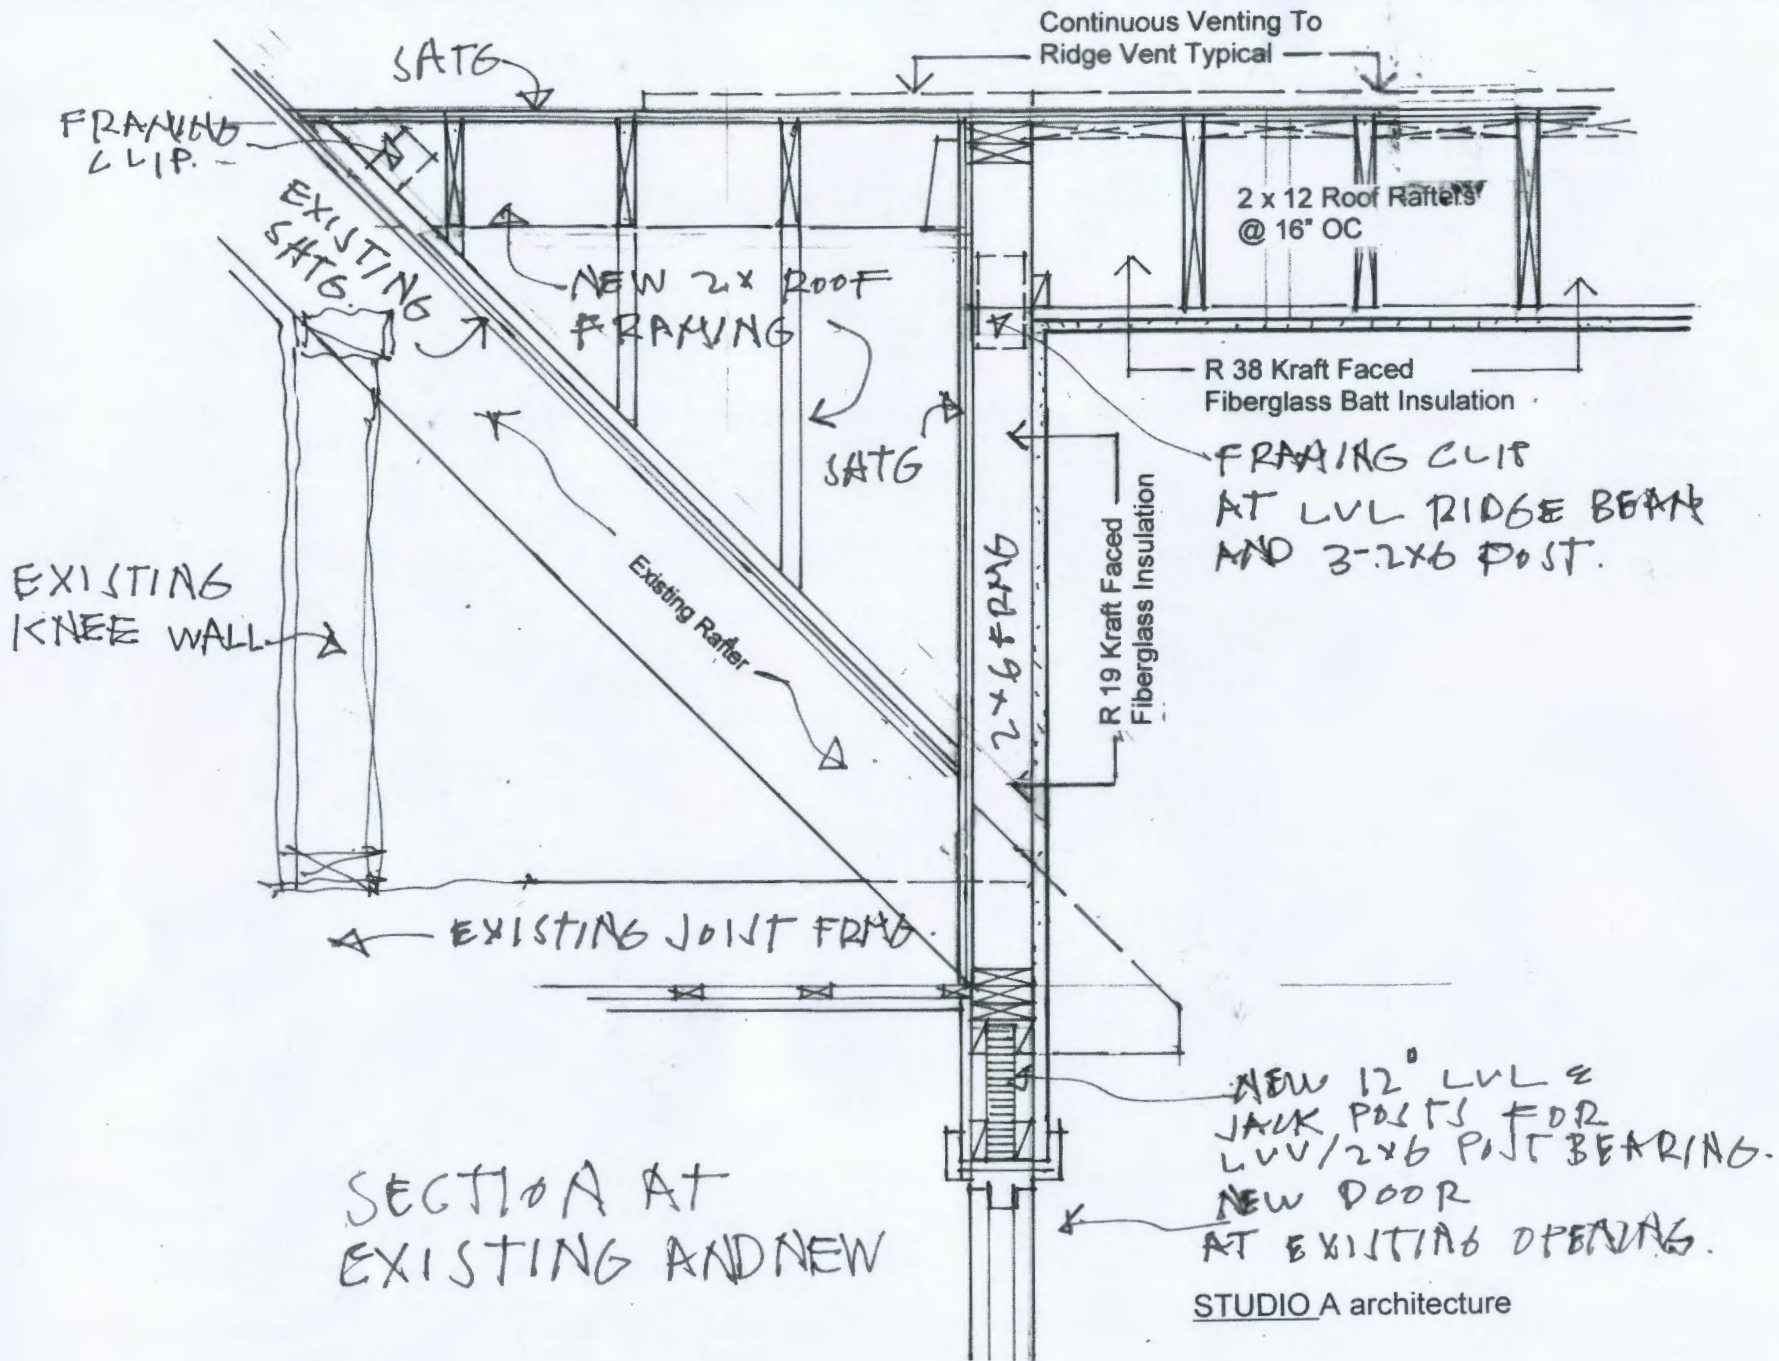 Continuous Venting To
Ridge Vent Typical
SATG
FRAMING
CLIP.
EXISTING
SATG.
2 x 12 Roof Rafters
@ 16" OC
NEW 2x ROOF
FRAMING
R 38 Kraft Faced
Fiberglass Batt Insulation
SATG
FRAMING CLIP
AT LVL RIDGE BEAM
AND 3-2x6 POST.
R 19 Kraft Faced
Fiberglass Insulation
2x6 FRMG
Existing Rafter
EXISTING
KNEE WALL
EXISTING JOIST FRMG.
NEW 12" LVL &
JACK POSTS FOR
LVL/2x6 POST BEARING.
NEW DOOR
AT EXISTING OPENING.
SECTION AT
EXISTING AND NEW
STUDIO A architecture